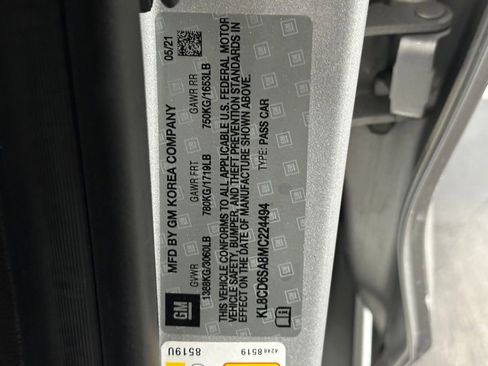 GM
MFD BY GM KOREA COMPANY 05/21
GVWR GAWR FRT GAWR RR
1388KG/3060LB 780KG/1719LB 750KG/1653LB
THIS VEHICLE CONFORMS TO ALL APPLICABLE U.S. FEDERAL MOTOR
VEHICLE SAFETY, BUMPER, AND THEFT PREVENTION STANDARDS IN
EFFECT ON THE DATE OF MANUFACTURE SHOWN ABOVE.
KL8CD6SA8MC224494 TYPE: PASS CAR
8519U
4248 8519